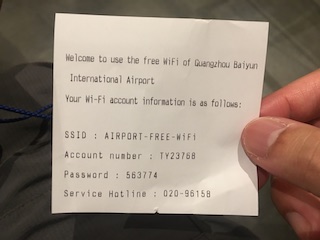 Welcome to use the free WiFi of Guangzhou Baiyun
International Airport
Your Wi-Fi account information is as follows:
SSID : AIRPORT-FREE-WiFi
Account number : TY23768
Password : 563774
Service Hotline : 020-96158